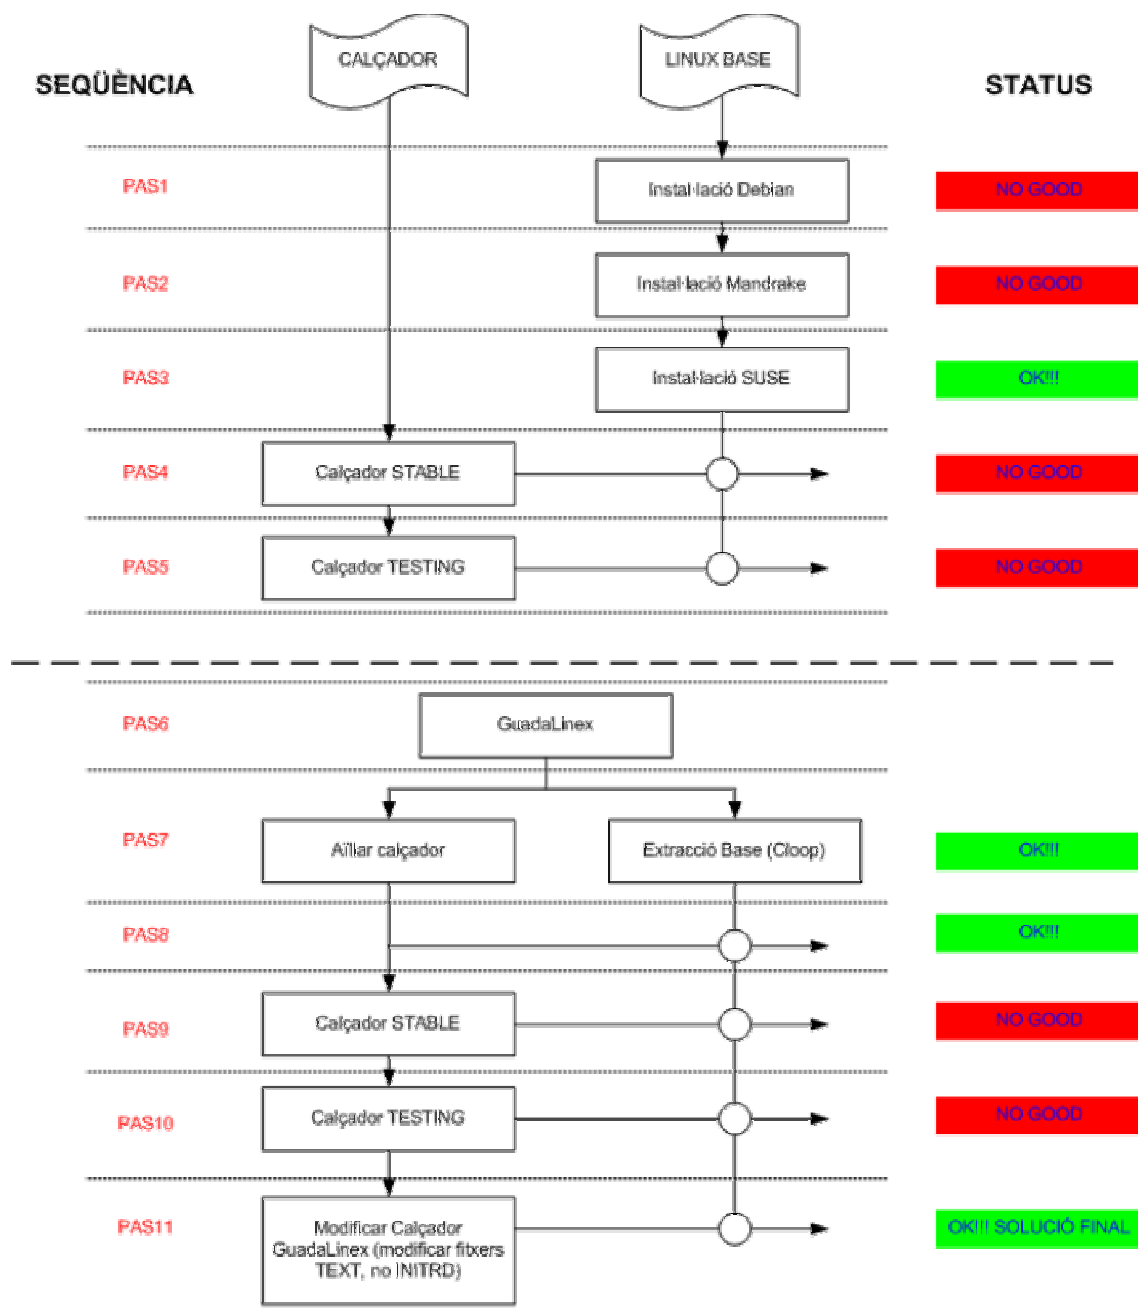 CALÇADOR
LINUX BASE
SEQÜÈNCIA
STATUS
PAS1
Instal·lació Debian
NO GOOD
PAS2
Instal·lació Mandrake
NO GOOD
PAS3
Instal·lació SUSE
OK!!!
PAS4
Calçador STABLE
NO GOOD
PAS5
Calçador TESTING
NO GOOD
PAS6
GuadaLinex
PAS7
Aïllar calçador
Extracció Base (Cloop)
OK!!!
PAS8
OK!!!
PAS9
Calçador STABLE
NO GOOD
PAS10
Calçador TESTING
NO GOOD
PAS11
Modificar Calçador
GuadaLinex (modificar fitxers
TEXT, no INITRD)
OK!!! SOLUCIÓ FINAL